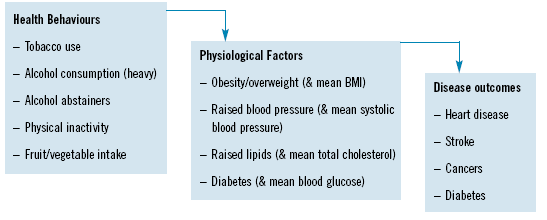 Health Behaviours
– Tobacco use
– Alcohol consumption (heavy)
– Alcohol abstainers
– Physical inactivity
– Fruit/vegetable intake
Physiological Factors
– Obesity/overweight (& mean BMI)
– Raised blood pressure (& mean systolic
blood pressure)
– Raised lipids (& mean total cholesterol)
– Diabetes (& mean blood glucose)
Disease outcomes
– Heart disease
– Stroke
– Cancers
– Diabetes